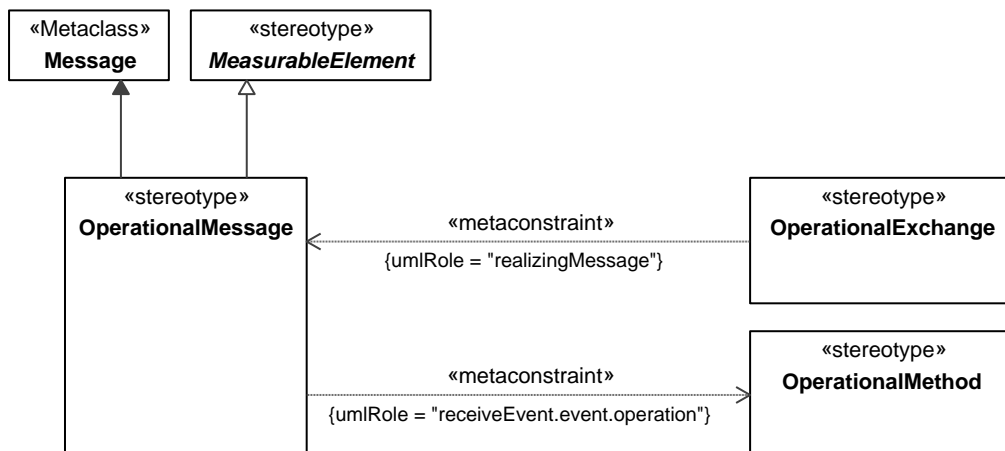 «Metaclass»
Message
«stereotype»
MeasurableElement
«stereotype»
OperationalMessage
«metaconstraint»
{umlRole = "realizingMessage"}
«stereotype»
OperationalExchange
«metaconstraint»
{umlRole = "receiveEvent.event.operation"}
«stereotype»
OperationalMethod